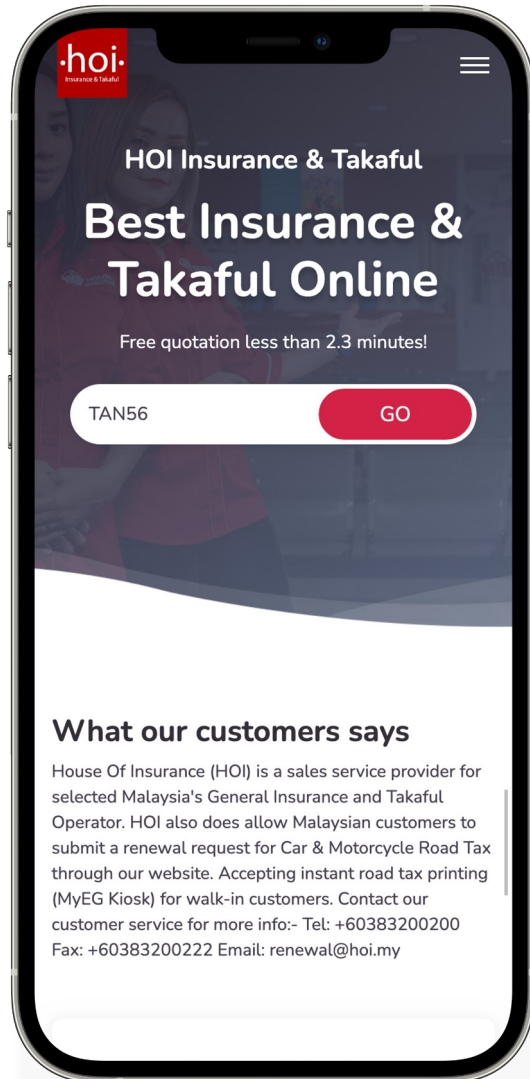 ·hoi·
Insurance & Takaful
HOI Insurance & Takaful
Best Insurance &
Takaful Online
Free quotation less than 2.3 minutes!
TAN56
GO
What our customers says
House Of Insurance (HOI) is a sales service provider for
selected Malaysia's General Insurance and Takaful
Operator. HOI also does allow Malaysian customers to
submit a renewal request for Car & Motorcycle Road Tax
through our website. Accepting instant road tax printing
(MyEG Kiosk) for walk-in customers. Contact our
customer service for more info:- Tel: +60383200200
Fax: +60383200222 Email: renewal@hoi.my